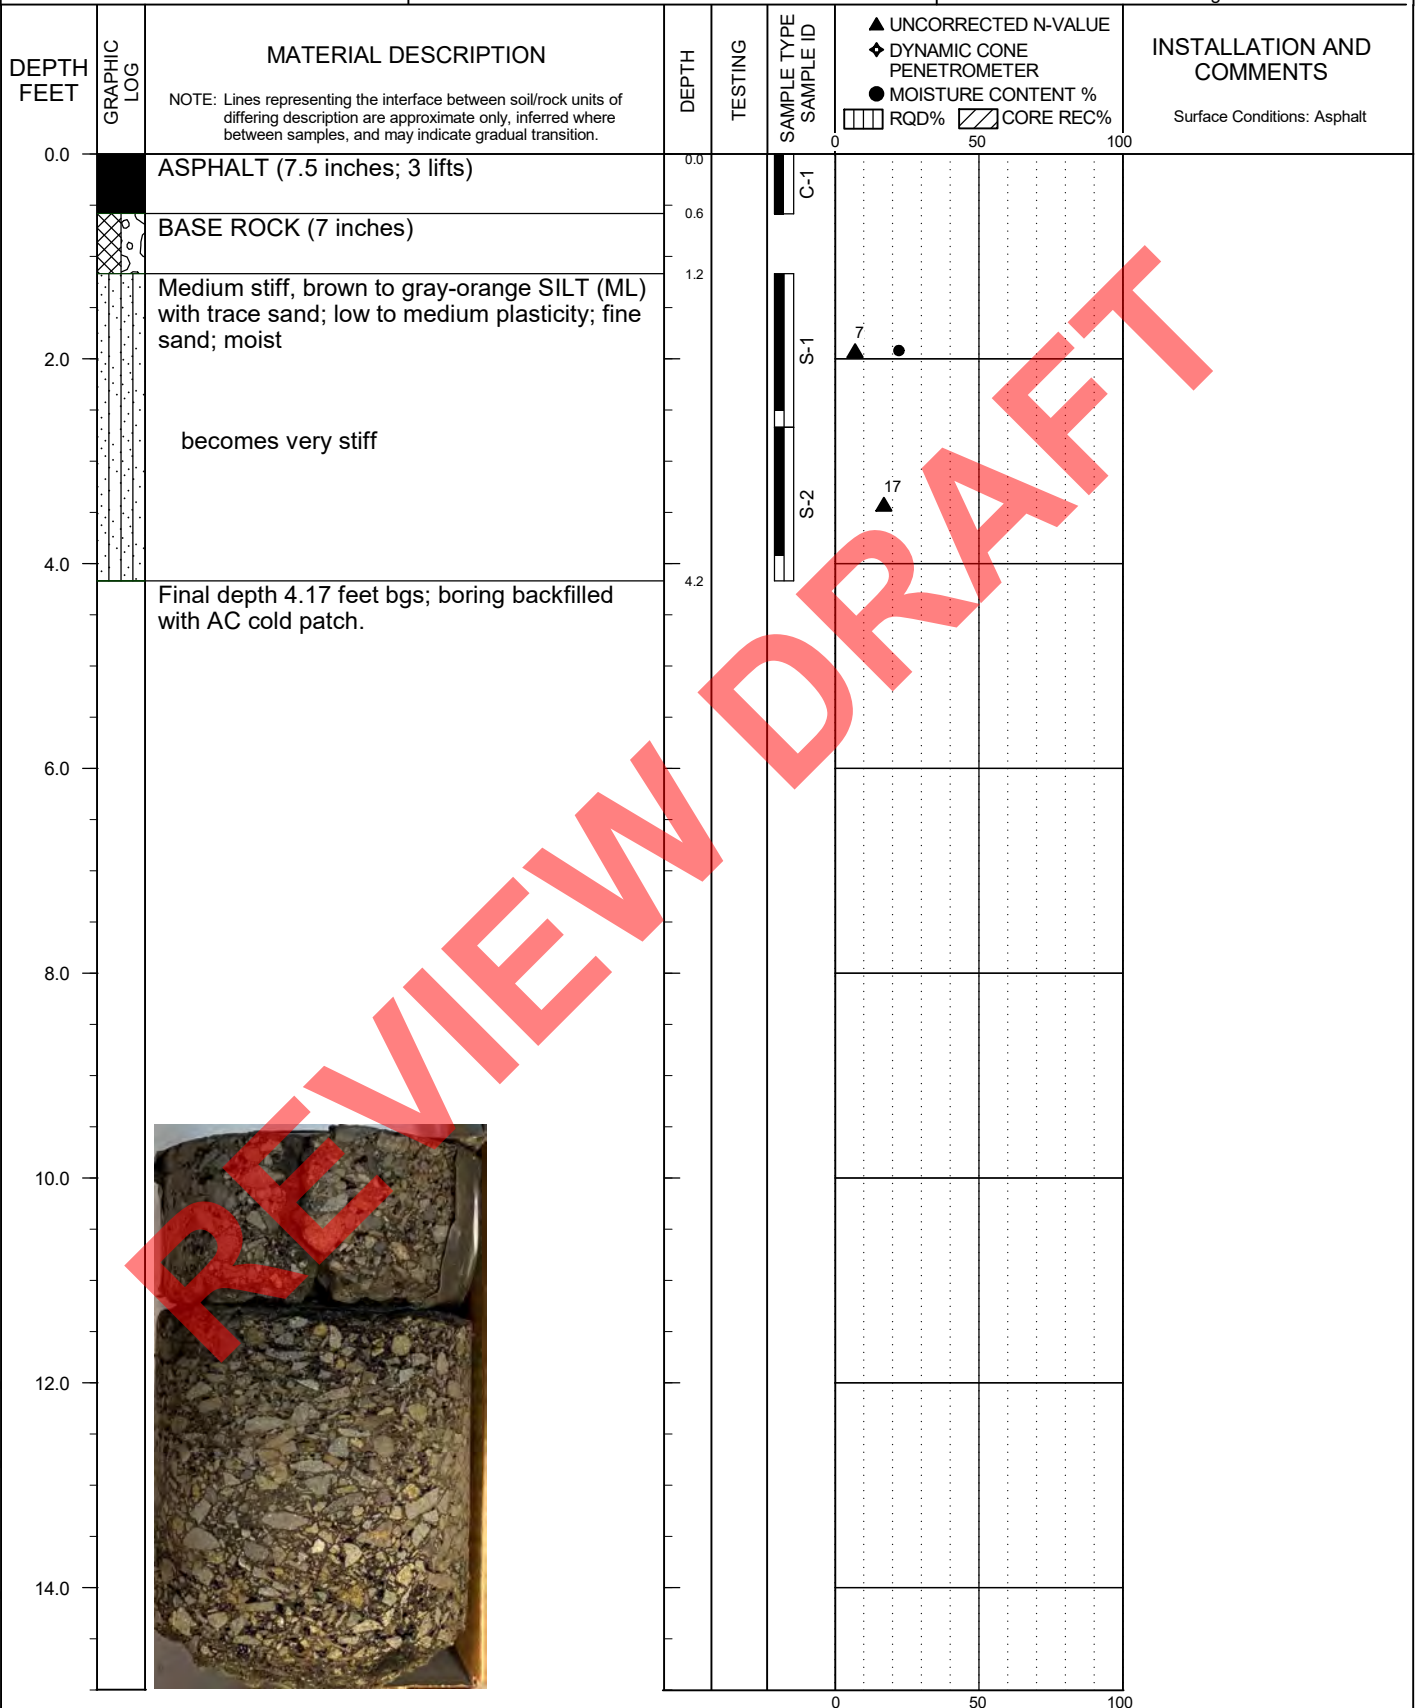 DEPTH
FEET
GRAPHIC
LOG
MATERIAL DESCRIPTION
NOTE: Lines representing the interface between soil/rock units of
differing description are approximate only, inferred where
between samples, and may indicate gradual transition.
DEPTH
TESTING
SAMPLE TYPE
SAMPLE ID
▲ UNCORRECTED N-VALUE
DYNAMIC CONE
PENETROMETER
● MOISTURE CONTENT %
RQD% CORE REC%
0 50 100
INSTALLATION AND
COMMENTS
Surface Conditions: Asphalt
0.0
ASPHALT (7.5 inches; 3 lifts)
0.0
C-1
0.6
BASE ROCK (7 inches)
1.2
Medium stiff, brown to gray-orange SILT (ML)
with trace sand; low to medium plasticity; fine
sand; moist
S-1
7
2.0
becomes very stiff
S-2
17
4.0
4.2
Final depth 4.17 feet bgs; boring backfilled
with AC cold patch.
6.0
8.0
10.0
12.0
14.0
0 50 100
REVIEW DRAFT